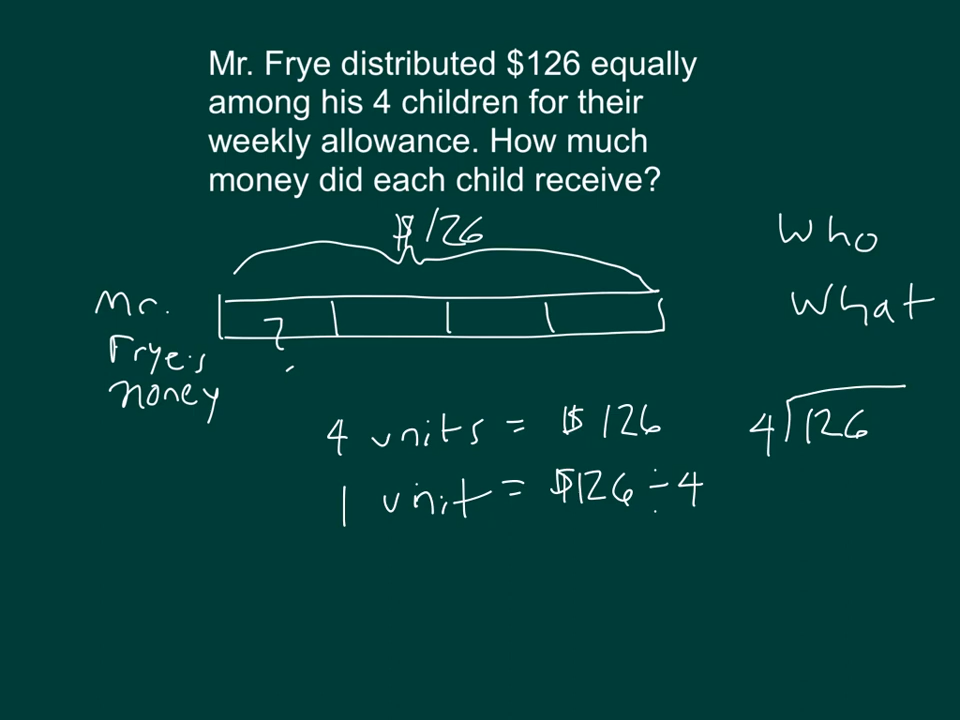 Mr. Frye distributed $126 equally
among his 4 children for their
weekly allowance. How much
money did each child receive?
$126
Who
Mr.
What
?
Frye's
money
4 units = $126
4)126
1 unit = $126 ÷ 4